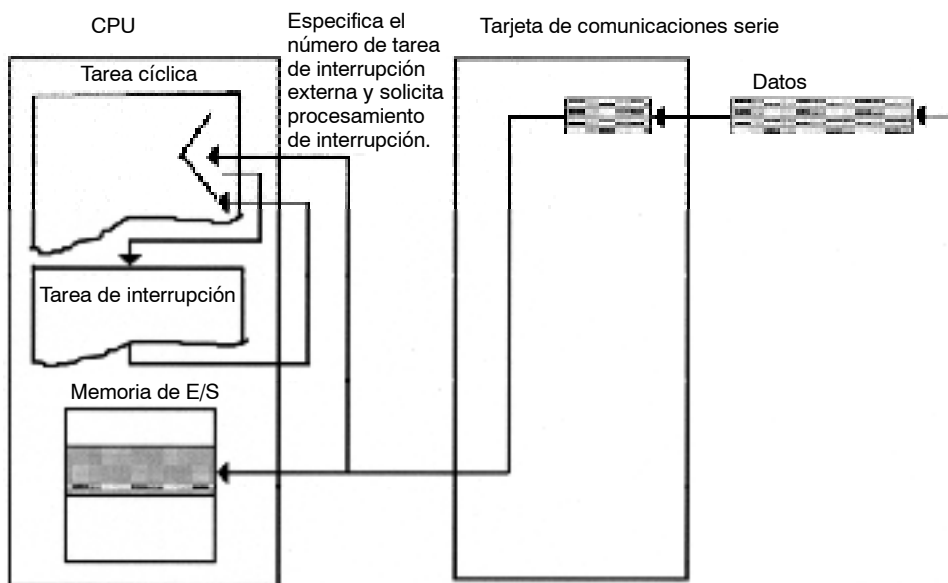 CPU
Especifica el
número de tarea
de interrupción
externa y solicita
procesamiento
de interrupción.
Tarjeta de comunicaciones serie
Tarea cíclica
Datos
Tarea de interrupción
Memoria de E/S